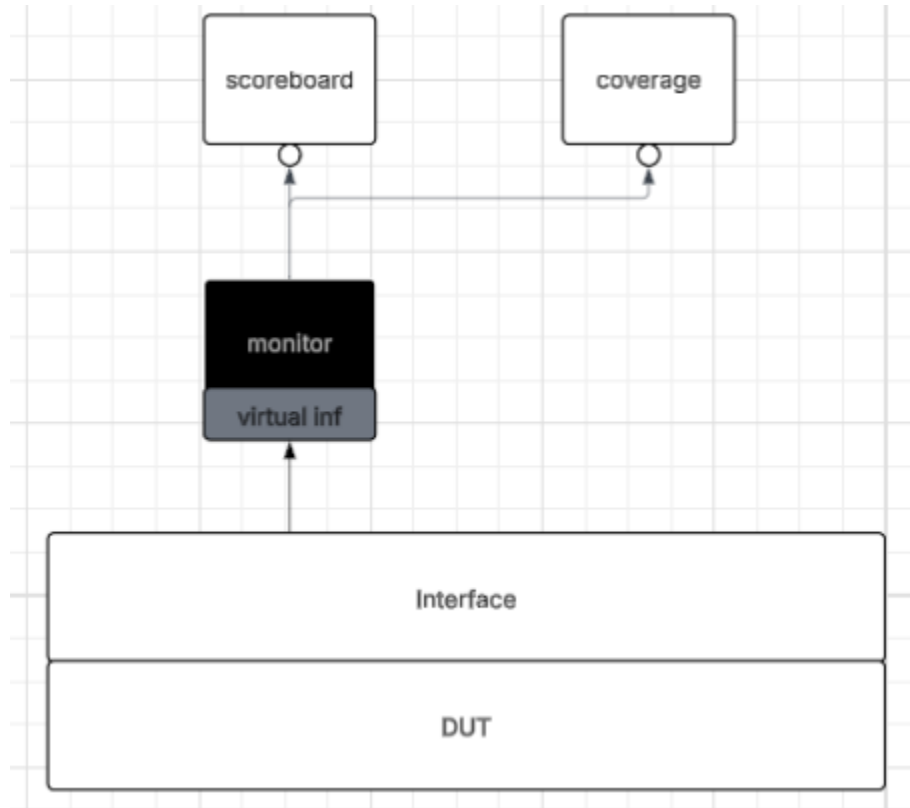 scoreboard
coverage
monitor
virtual inf
Interface
DUT